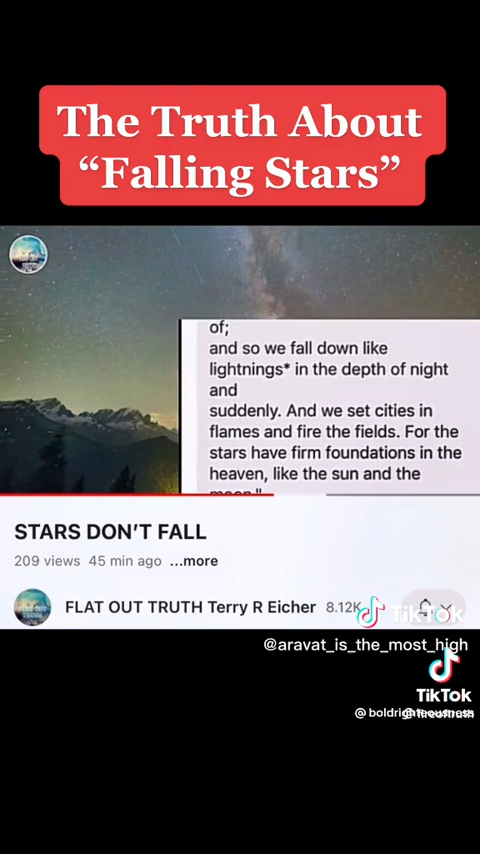 The Truth About
“Falling Stars”
of;
and so we fall down like
lightnings* in the depth of night
and
suddenly. And we set cities in
flames and fire the fields. For the
stars have firm foundations in the
heaven, like the sun and the
moon."
STARS DON’T FALL
209 views 45 min ago ...more
FLAT OUT TRUTH Terry R Eicher 8.12K
TikTok
@aravat_is_the_most_high
TikTok
@boldrighteousness